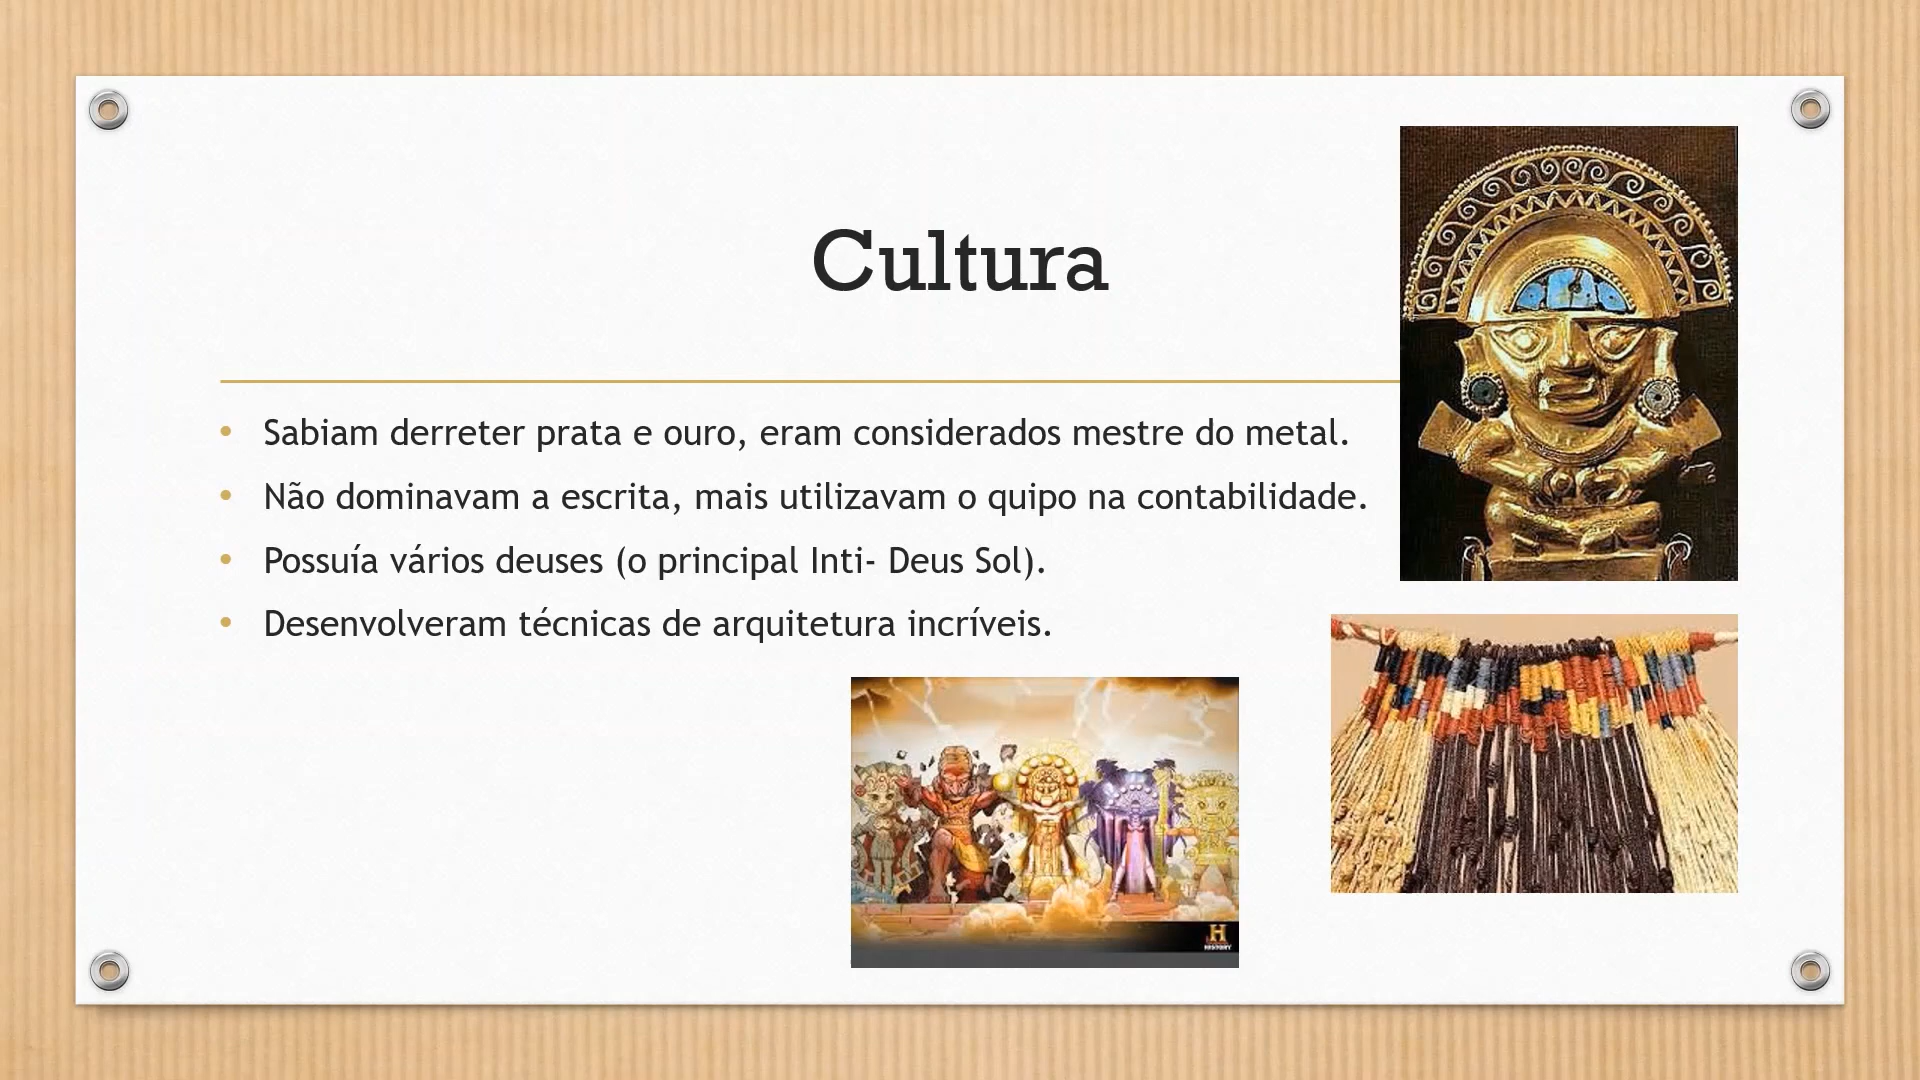 Cultura
• Sabiam derreter prata e ouro, eram considerados mestre do metal.
• Não dominavam a escrita, mais utilizavam o quipo na contabilidade.
• Possuía vários deuses (o principal Inti- Deus Sol).
• Desenvolveram técnicas de arquitetura incríveis.
H
HISTORY